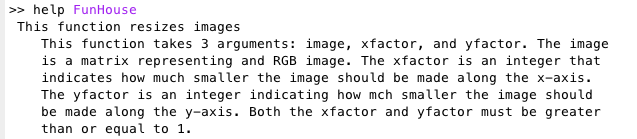 >> help FunHouse
This function resizes images
This function takes 3 arguments: image, xfactor, and yfactor. The image
is a matrix representing and RGB image. The xfactor is an integer that
indicates how much smaller the image should be made along the x-axis.
The yfactor is an integer indicating how mch smaller the image should
be made along the y-axis. Both the xfactor and yfactor must be greater
than or equal to 1.